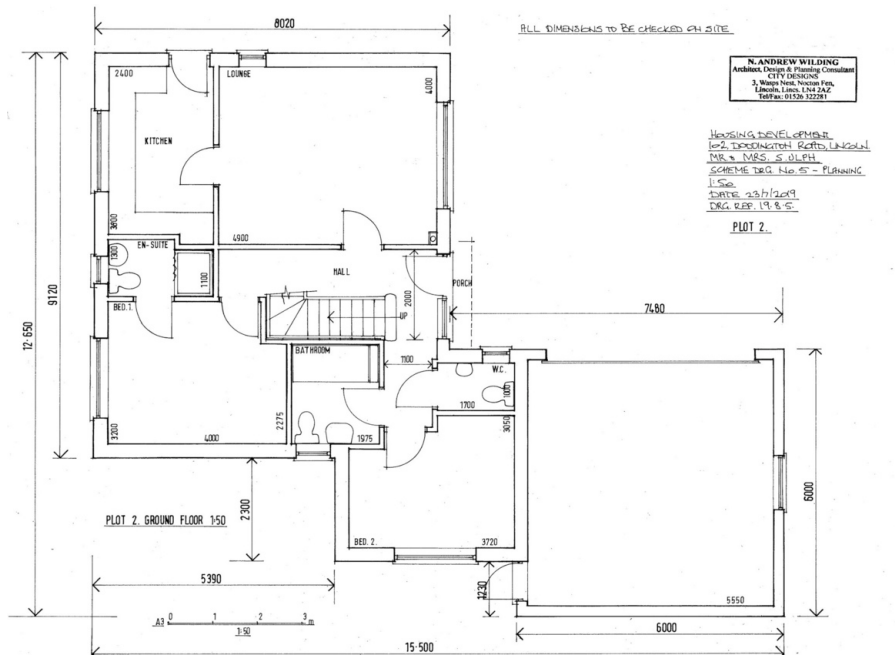 8020
ALL DIMENSIONS TO BE CHECKED ON SITE
N. ANDREW WILDING
Architect, Design & Planning Consultant
CITY DESIGNS
3, Wasps Nest, Nocton Fen,
Lincoln, Lincs. LN4 2AZ
Tel/Fax: 01526 322281
HOUSING DEVELOPMENT
102, DODDINGTON ROAD, LINCOLN
MR & MRS. S. ULPH
SCHEME DRG. No. 5 - PLANNING
1:50
DATE 23/7/2019
DRG. REP. 19·8·5·
PLOT 2.
2400
LOUNGE
4000
KITCHEN
3800
4900
EN-SUITE
1300
1100
HALL
PORCH
2000
UP
BED.1.
9120
12·650
7480
BATHROOM
1100
W.C.
1700
1000
3200
4000
2275
1975
3050
6000
PLOT 2. GROUND FLOOR 1·50
2300
BED. 2.
3720
5390
1230
5550
A3 0 1 2 3 m
1·50
6000
15·500